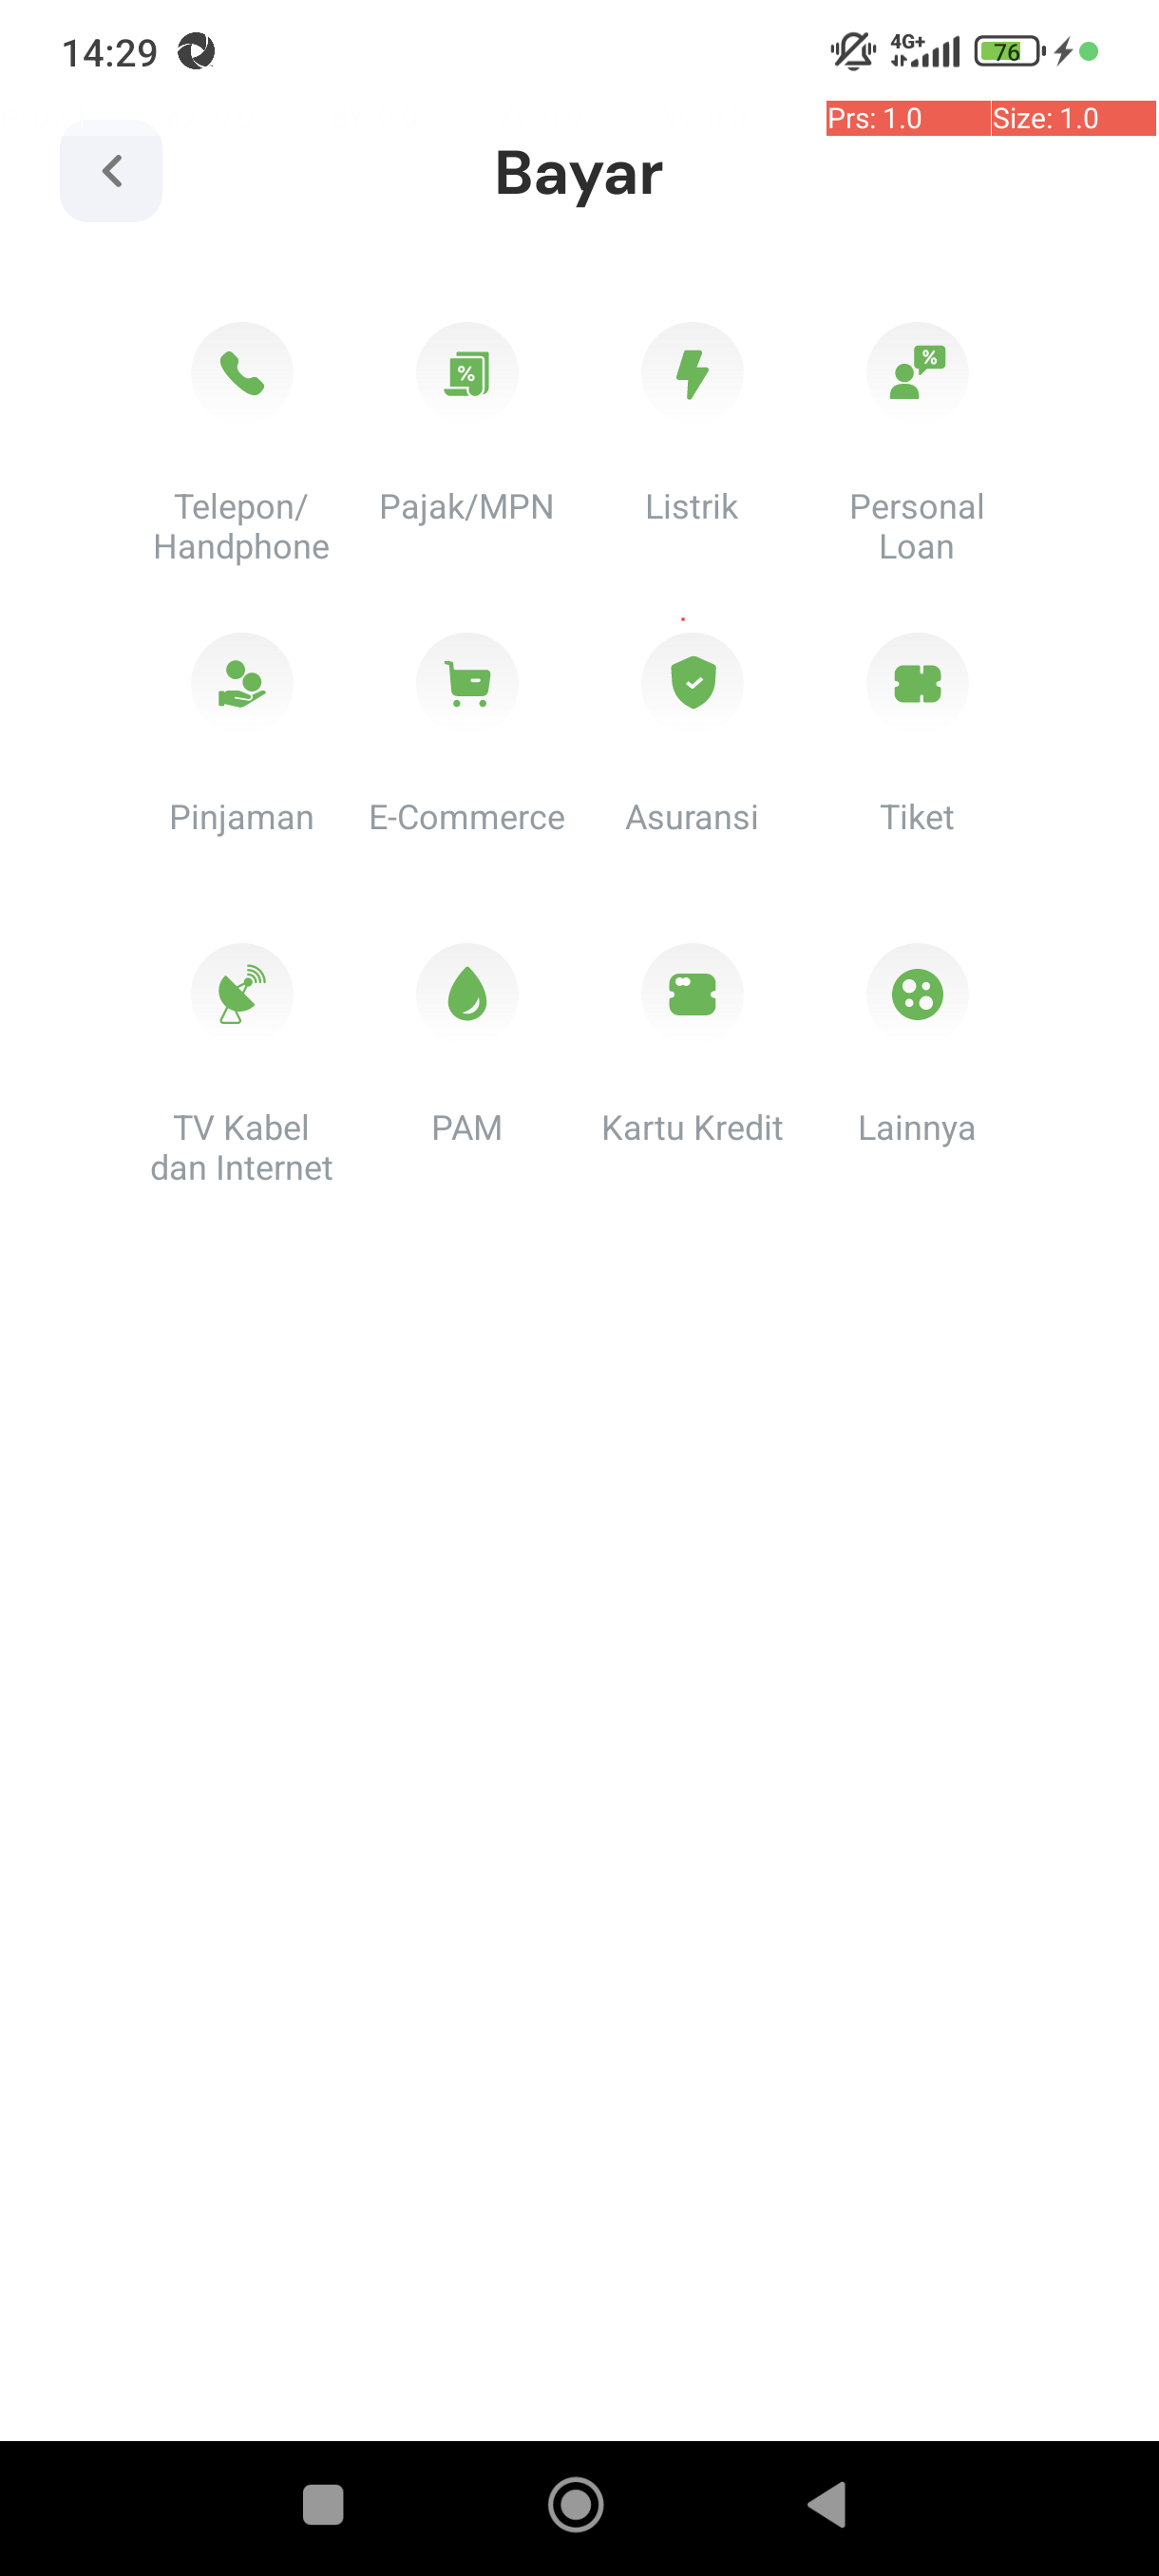 14:29
4G+
76
Prs: 1.0 Size: 1.0
Bayar
%
%
Telepon/
Handphone
Pajak/MPN
Listrik
Personal
Loan
Pinjaman
E-Commerce
Asuransi
Tiket
TV Kabel
dan Internet
PAM
Kartu Kredit
Lainnya